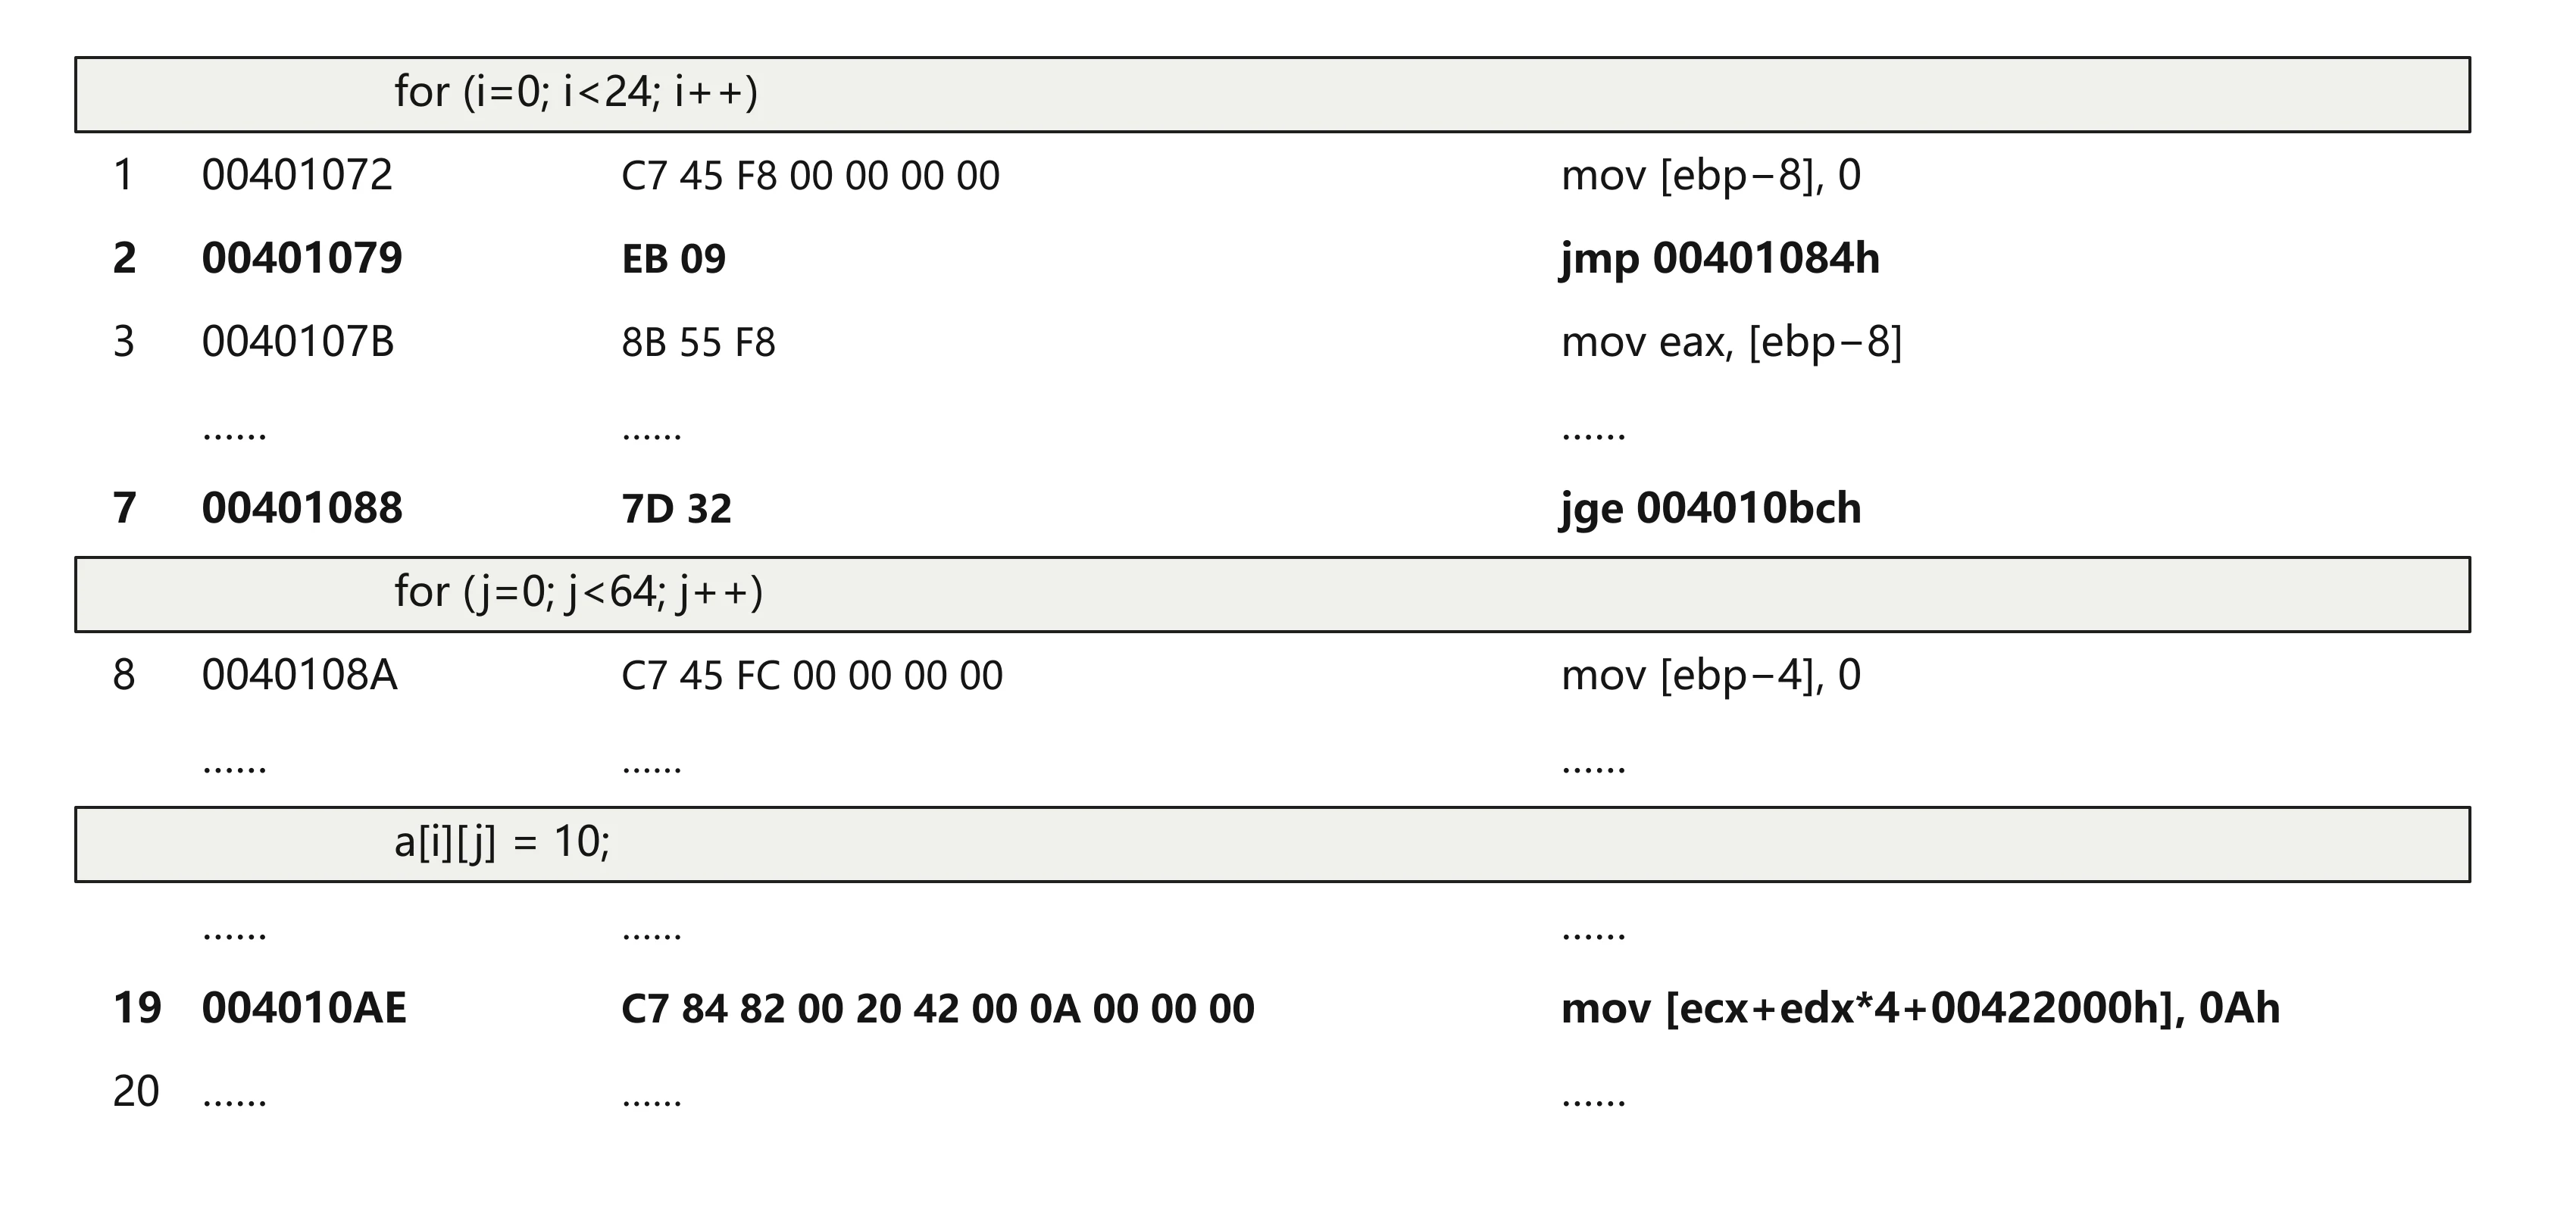 for (i=0; i<24; i++)
1 00401072 C7 45 F8 00 00 00 00 mov [ebp−8], 0
2 00401079 EB 09 jmp 00401084h
3 0040107B 8B 55 F8 mov eax, [ebp−8]
...... ...... ......
7 00401088 7D 32 jge 004010bch
for (j=0; j<64; j++)
8 0040108A C7 45 FC 00 00 00 00 mov [ebp−4], 0
...... ...... ......
a[i][j] = 10;
...... ...... ......
19 004010AE C7 84 82 00 20 42 00 0A 00 00 00 mov [ecx+edx*4+00422000h], 0Ah
20 ...... ...... ......